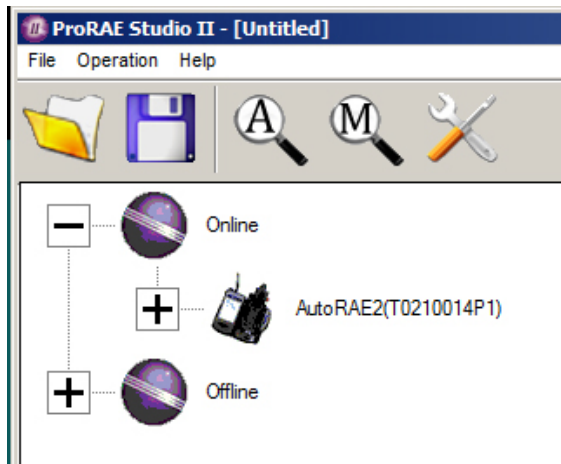 ProRAE Studio II - [Untitled]
File Operation Help
A M
Online
AutoRAE2(T0210014P1)
Offline